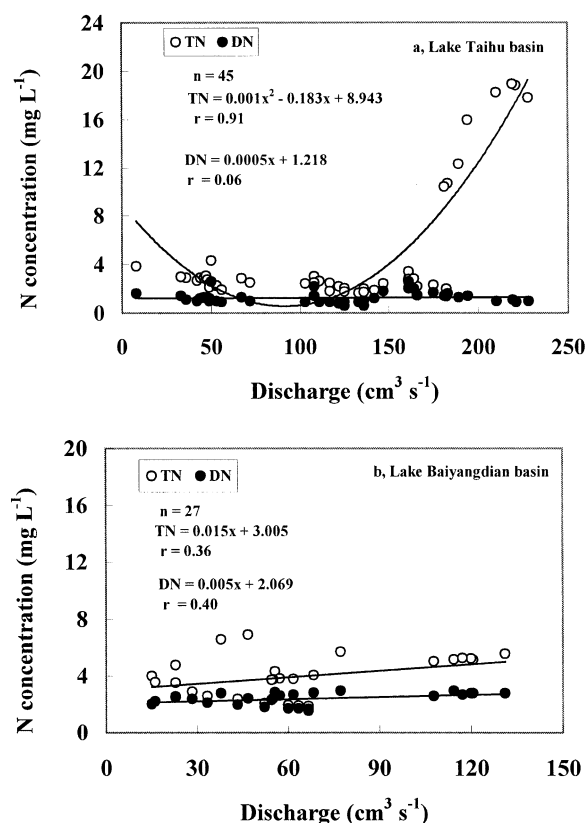 TN DN
a, Lake Taihu basin
n = 45
TN = 0.001x² - 0.183x + 8.943
r = 0.91
DN = 0.0005x + 1.218
r = 0.06
N concentration (mg L⁻¹)
24
20
16
12
8
4
0
0 50 100 150 200 250
Discharge (cm³ s⁻¹)
TN DN
b, Lake Baiyangdian basin
n = 27
TN = 0.015x + 3.005
r = 0.36
DN = 0.005x + 2.069
r = 0.40
N concentration (mg L⁻¹)
20
16
12
8
4
0
0 30 60 90 120 150
Discharge (cm³ s⁻¹)